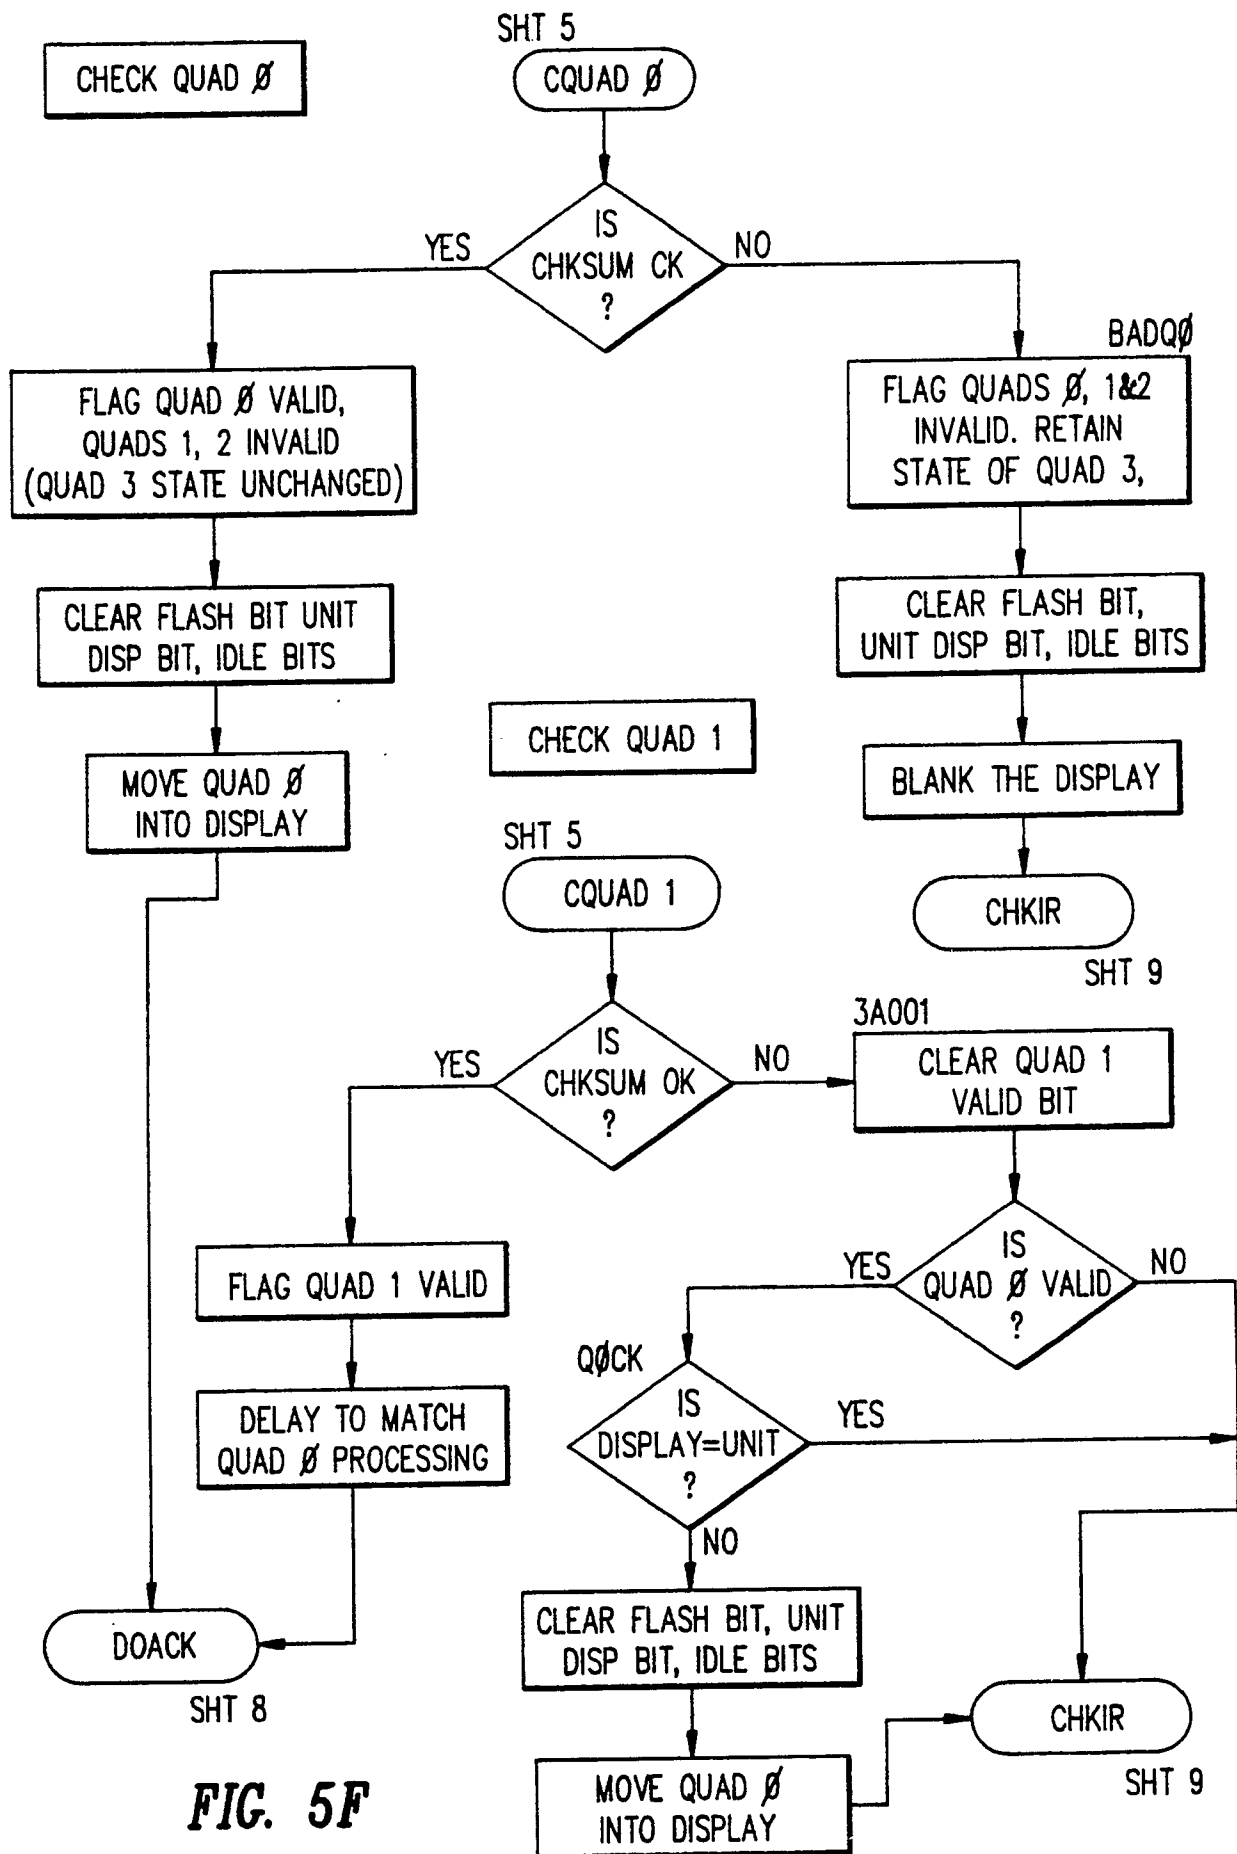 SHT 5
CHECK QUAD Ø
CQUAD Ø
IS
CHKSUM CK
?
YES
NO
BADQØ
FLAG QUAD Ø VALID,
QUADS 1, 2 INVALID
(QUAD 3 STATE UNCHANGED)
FLAG QUADS Ø, 1&2
INVALID. RETAIN
STATE OF QUAD 3,
CLEAR FLASH BIT UNIT
DISP BIT, IDLE BITS
CLEAR FLASH BIT,
UNIT DISP BIT, IDLE BITS
MOVE QUAD Ø
INTO DISPLAY
BLANK THE DISPLAY
CHKIR
SHT 9
CHECK QUAD 1
SHT 5
CQUAD 1
IS
CHKSUM OK
?
YES
NO
3A001
CLEAR QUAD 1
VALID BIT
FLAG QUAD 1 VALID
IS
QUAD Ø VALID
?
YES
NO
DELAY TO MATCH
QUAD Ø PROCESSING
QØCK
IS
DISPLAY=UNIT
?
YES
NO
DOACK
SHT 8
CLEAR FLASH BIT, UNIT
DISP BIT, IDLE BITS
MOVE QUAD Ø
INTO DISPLAY
CHKIR
SHT 9
FIG. 5F